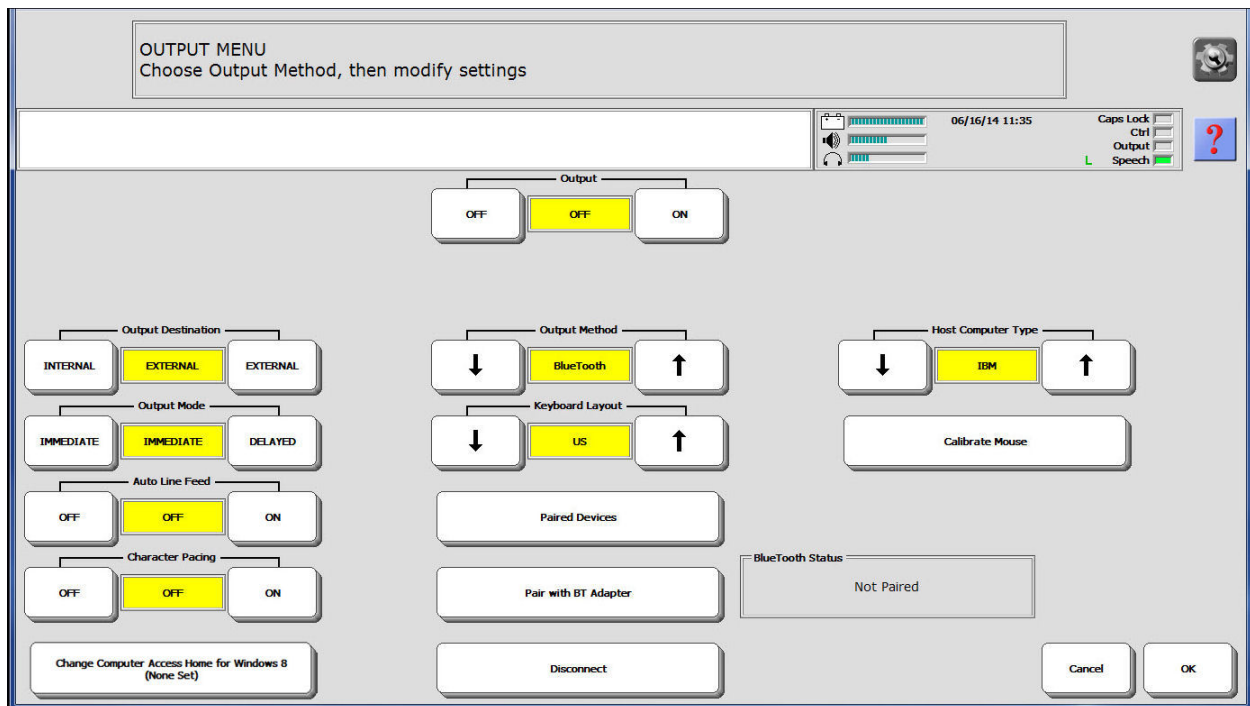 OUTPUT MENU
Choose Output Method, then modify settings
06/16/14 11:35
Caps Lock
Ctrl
Output
L Speech
?
Output
OFF OFF ON
Output Destination
INTERNAL EXTERNAL EXTERNAL
Output Method
BlueTooth
Host Computer Type
IBM
Output Mode
IMMEDIATE IMMEDIATE DELAYED
Keyboard Layout
US
Calibrate Mouse
Auto Line Feed
OFF OFF ON
Paired Devices
Character Pacing
OFF OFF ON
Pair with BT Adapter
BlueTooth Status
Not Paired
Change Computer Access Home for Windows 8
(None Set)
Disconnect
Cancel
OK